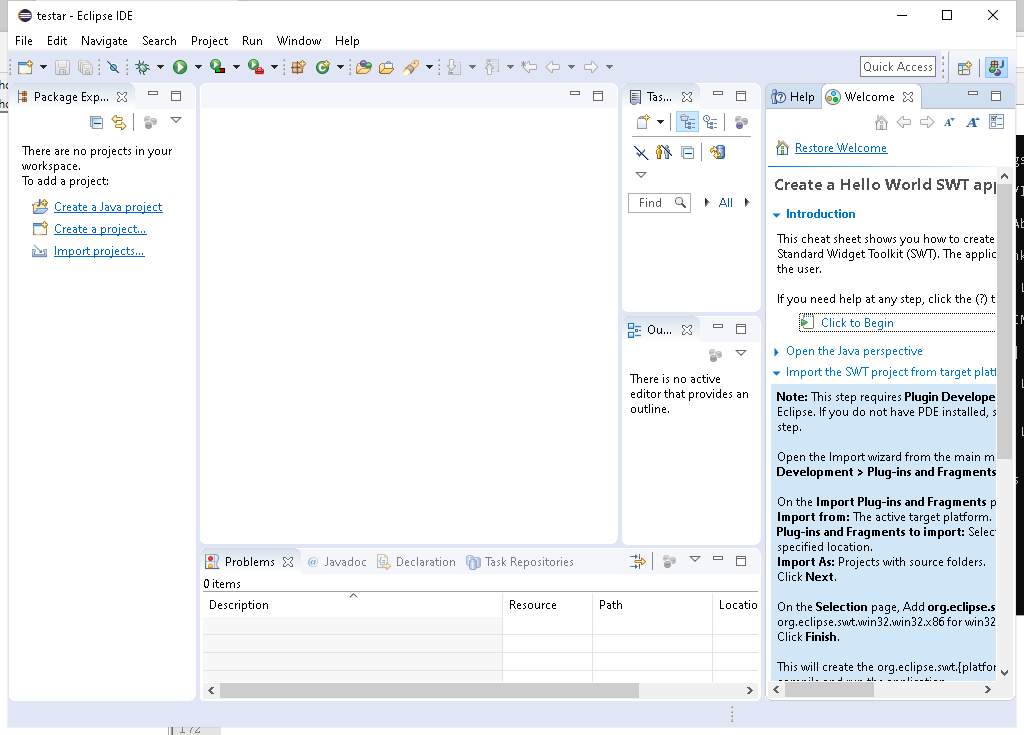 testar - Eclipse IDE
File Edit Navigate Search Project Run Window Help
Quick Access
Package Exp...
There are no projects in your
workspace.
To add a project:
Create a Java project
Create a project...
Import projects...
Tas...
Find
All
Ou...
There is no active
editor that provides an
outline.
Problems
@ Javadoc
Declaration
Task Repositories
0 items
Description Resource Path Locatio
Help
Welcome
Restore Welcome
Create a Hello World SWT app
Introduction
This cheat sheet shows you how to create
Standard Widget Toolkit (SWT). The applic
the user.
If you need help at any step, click the (?) t
Click to Begin
Open the Java perspective
Import the SWT project from target platf
Note: This step requires Plugin Develope
Eclipse. If you do not have PDE installed, s
step.
Open the Import wizard from the main m
Development > Plug-ins and Fragments
On the Import Plug-ins and Fragments p
Import from: The active target platform.
Plug-ins and Fragments to import: Selec
specified location.
Import As: Projects with source folders.
Click Next.
On the Selection page, Add org.eclipse.s
org.eclipse.swt.win32.win32.x86 for win32
Click Finish.
This will create the org.eclipse.swt.{platfor
compile and run the application
172